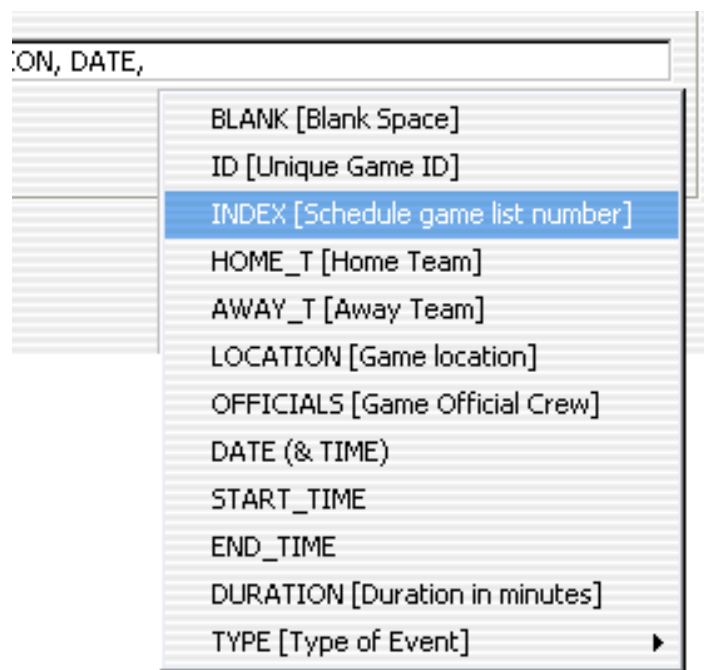 ION, DATE,
BLANK [Blank Space]
ID [Unique Game ID]
INDEX [Schedule game list number]
HOME_T [Home Team]
AWAY_T [Away Team]
LOCATION [Game location]
OFFICIALS [Game Official Crew]
DATE (& TIME)
START_TIME
END_TIME
DURATION [Duration in minutes]
TYPE [Type of Event]